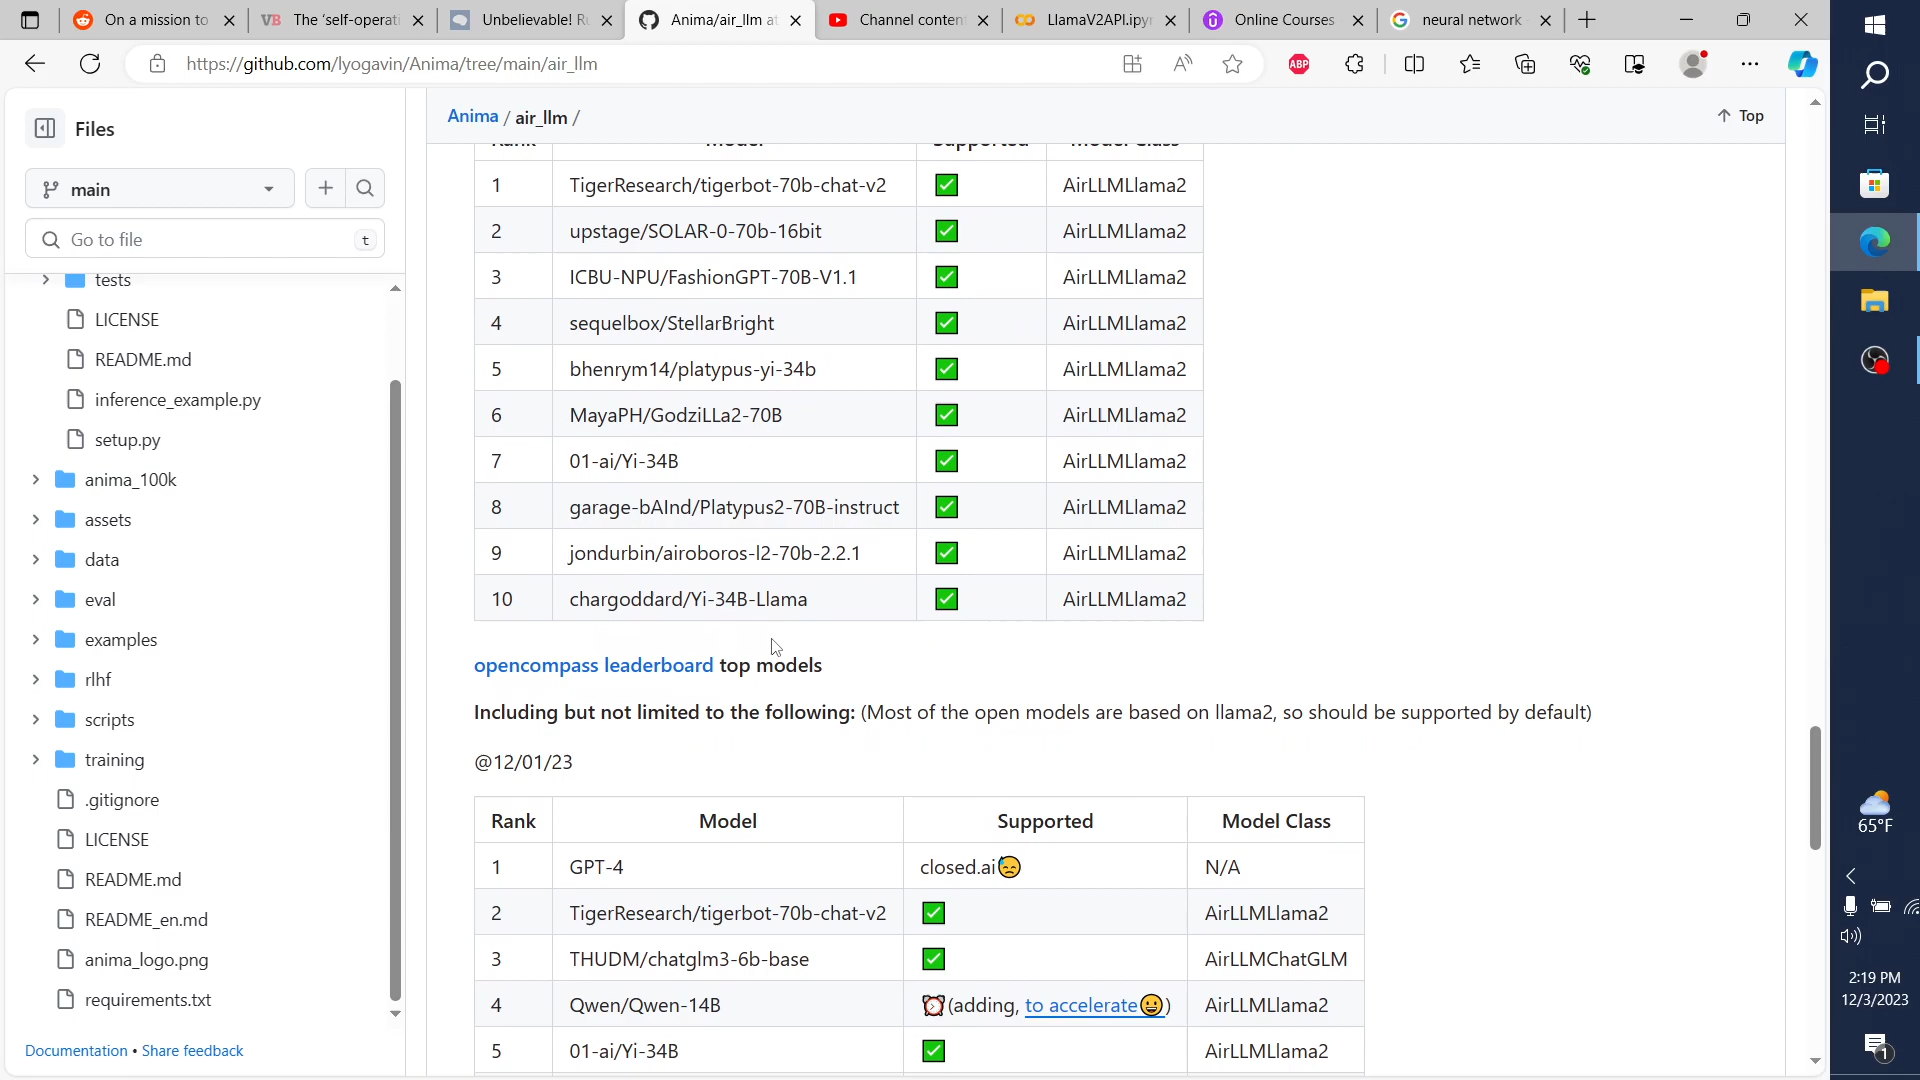 On a mission to
The ‘self-operati
Unbelievable! Ru
Anima/air_llm at
Channel content
LlamaV2API.ipyn
Online Courses
neural network
https://github.com/lyogavin/Anima/tree/main/air_llm
ABP
Files
main
Go to file
t
tests
LICENSE
README.md
inference_example.py
setup.py
anima_100k
assets
data
eval
examples
rlhf
scripts
training
.gitignore
LICENSE
README.md
README_en.md
anima_logo.png
requirements.txt
Documentation • Share feedback
Anima / air_llm /
Top
Rank Model Supported Model Class
1 TigerResearch/tigerbot-70b-chat-v2 ✅ AirLLMLlama2
2 upstage/SOLAR-0-70b-16bit ✅ AirLLMLlama2
3 ICBU-NPU/FashionGPT-70B-V1.1 ✅ AirLLMLlama2
4 sequelbox/StellarBright ✅ AirLLMLlama2
5 bhenrym14/platypus-yi-34b ✅ AirLLMLlama2
6 MayaPH/GodziLLa2-70B ✅ AirLLMLlama2
7 01-ai/Yi-34B ✅ AirLLMLlama2
8 garage-bAInd/Platypus2-70B-instruct ✅ AirLLMLlama2
9 jondurbin/airoboros-l2-70b-2.2.1 ✅ AirLLMLlama2
10 chargoddard/Yi-34B-Llama ✅ AirLLMLlama2
opencompass leaderboard top models
Including but not limited to the following: (Most of the open models are based on llama2, so should be supported by default)
@12/01/23
Rank Model Supported Model Class
1 GPT-4 closed.ai😓 N/A
2 TigerResearch/tigerbot-70b-chat-v2 ✅ AirLLMLlama2
3 THUDM/chatglm3-6b-base ✅ AirLLMChatGLM
4 Qwen/Qwen-14B ⏰(adding, to accelerate😀) AirLLMLlama2
5 01-ai/Yi-34B ✅ AirLLMLlama2
65°F
2:19 PM
12/3/2023
1